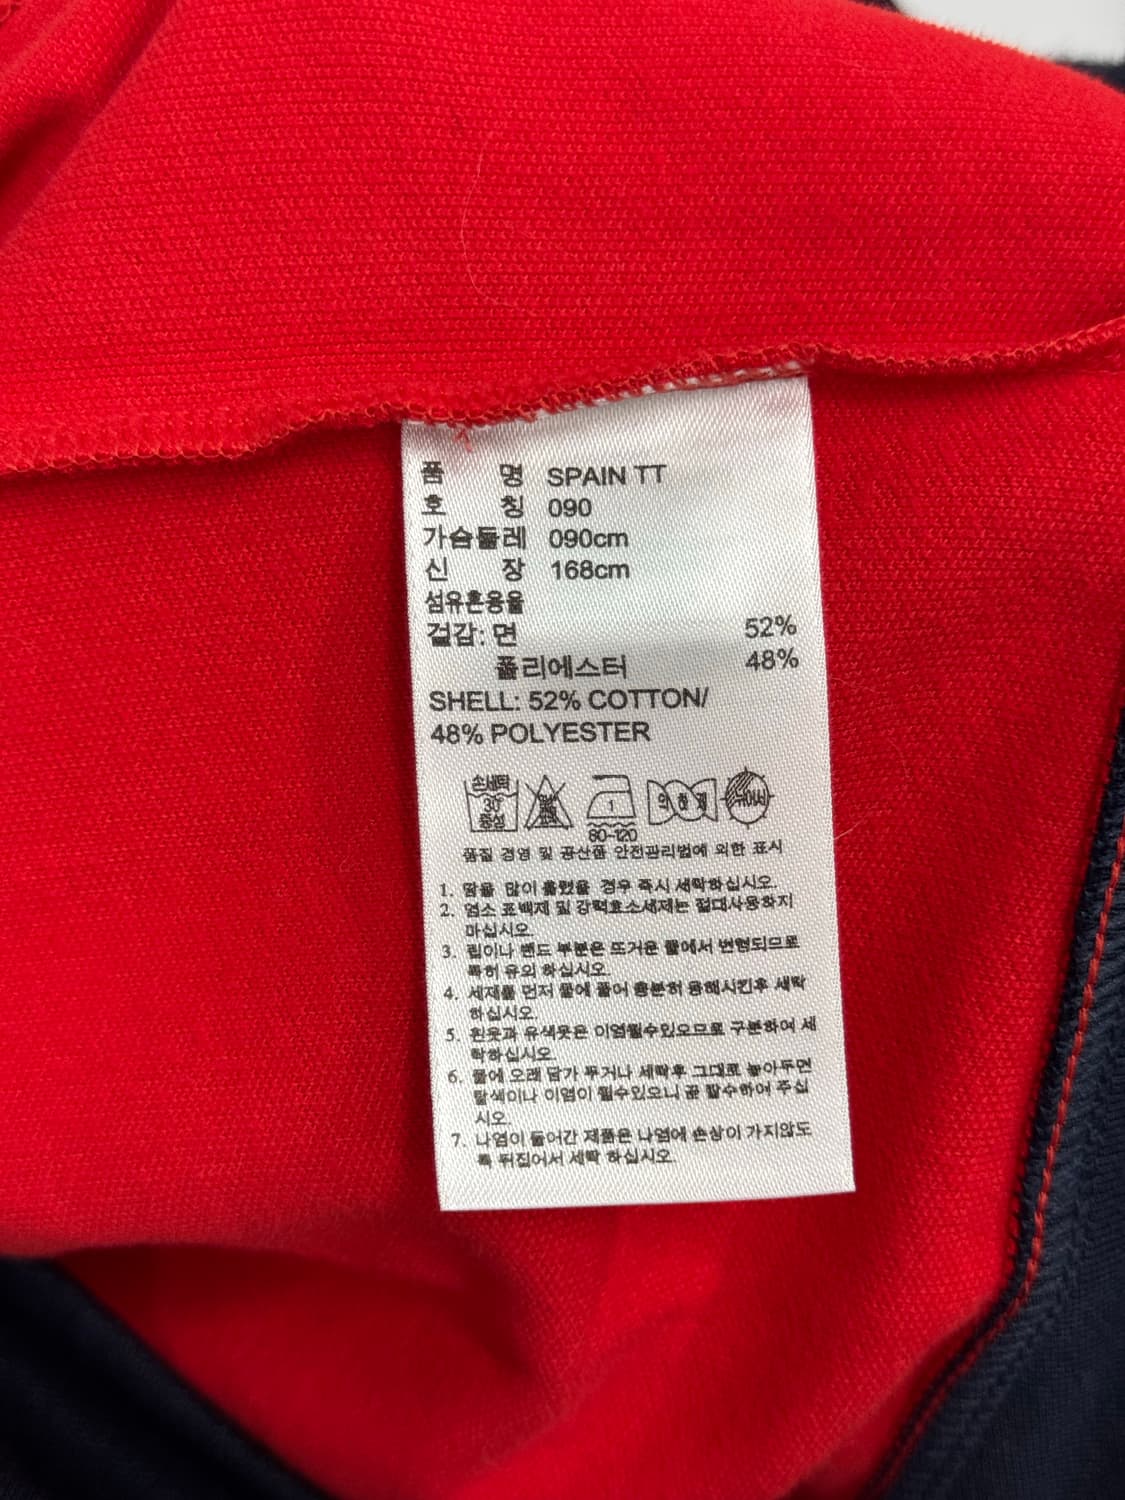 품 명 SPAIN TT
호 칭 090
가슴둘레 090cm
신 장 168cm
섬유혼용율
겉감: 면 52%
폴리에스터 48%
SHELL: 52% COTTON/
48% POLYESTER
손세탁
30°
중성
1
80-120
약 하 게
드라이
품질 경영 및 공산품 안전관리법에 의한 표시
1. 땀을 많이 흘렸을 경우 즉시 세탁하십시오.
2. 염소 표백제 및 강력효소세제는 절대사용하지
마십시오.
3. 립이나 밴드 부분은 뜨거운 물에서 변형되므로
특히 유의 하십시오.
4. 세제를 먼저 물에 풀어 충분히 용해시킨후 세탁
하십시오.
5. 흰옷과 유색옷은 이염될수있으므로 구분하여 세
탁하십시오.
6. 물에 오래 담가 두거나 세탁후 그대로 놓아두면
탈색이나 이염이 될수있으니 곧 탈수하여 주십
시오.
7. 나염이 들어간 제품은 나염에 손상이 가지않도
록 뒤집어서 세탁 하십시오.